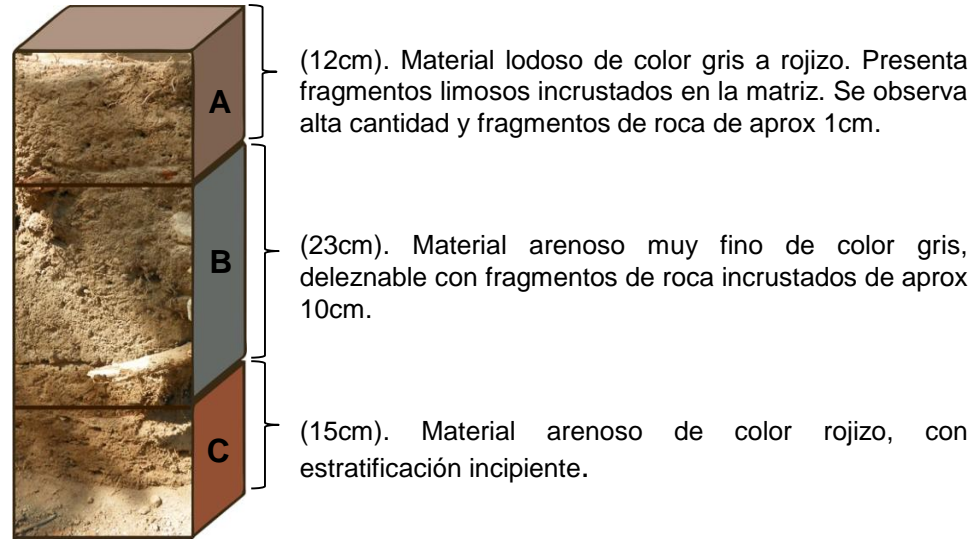 A
(12cm). Material lodoso de color gris a rojizo. Presenta
fragmentos limosos incrustados en la matriz. Se observa
alta cantidad y fragmentos de roca de aprox 1cm.
B
(23cm). Material arenoso muy fino de color gris,
deleznable con fragmentos de roca incrustados de aprox
10cm.
C
(15cm). Material arenoso de color rojizo, con
estratificación incipiente.